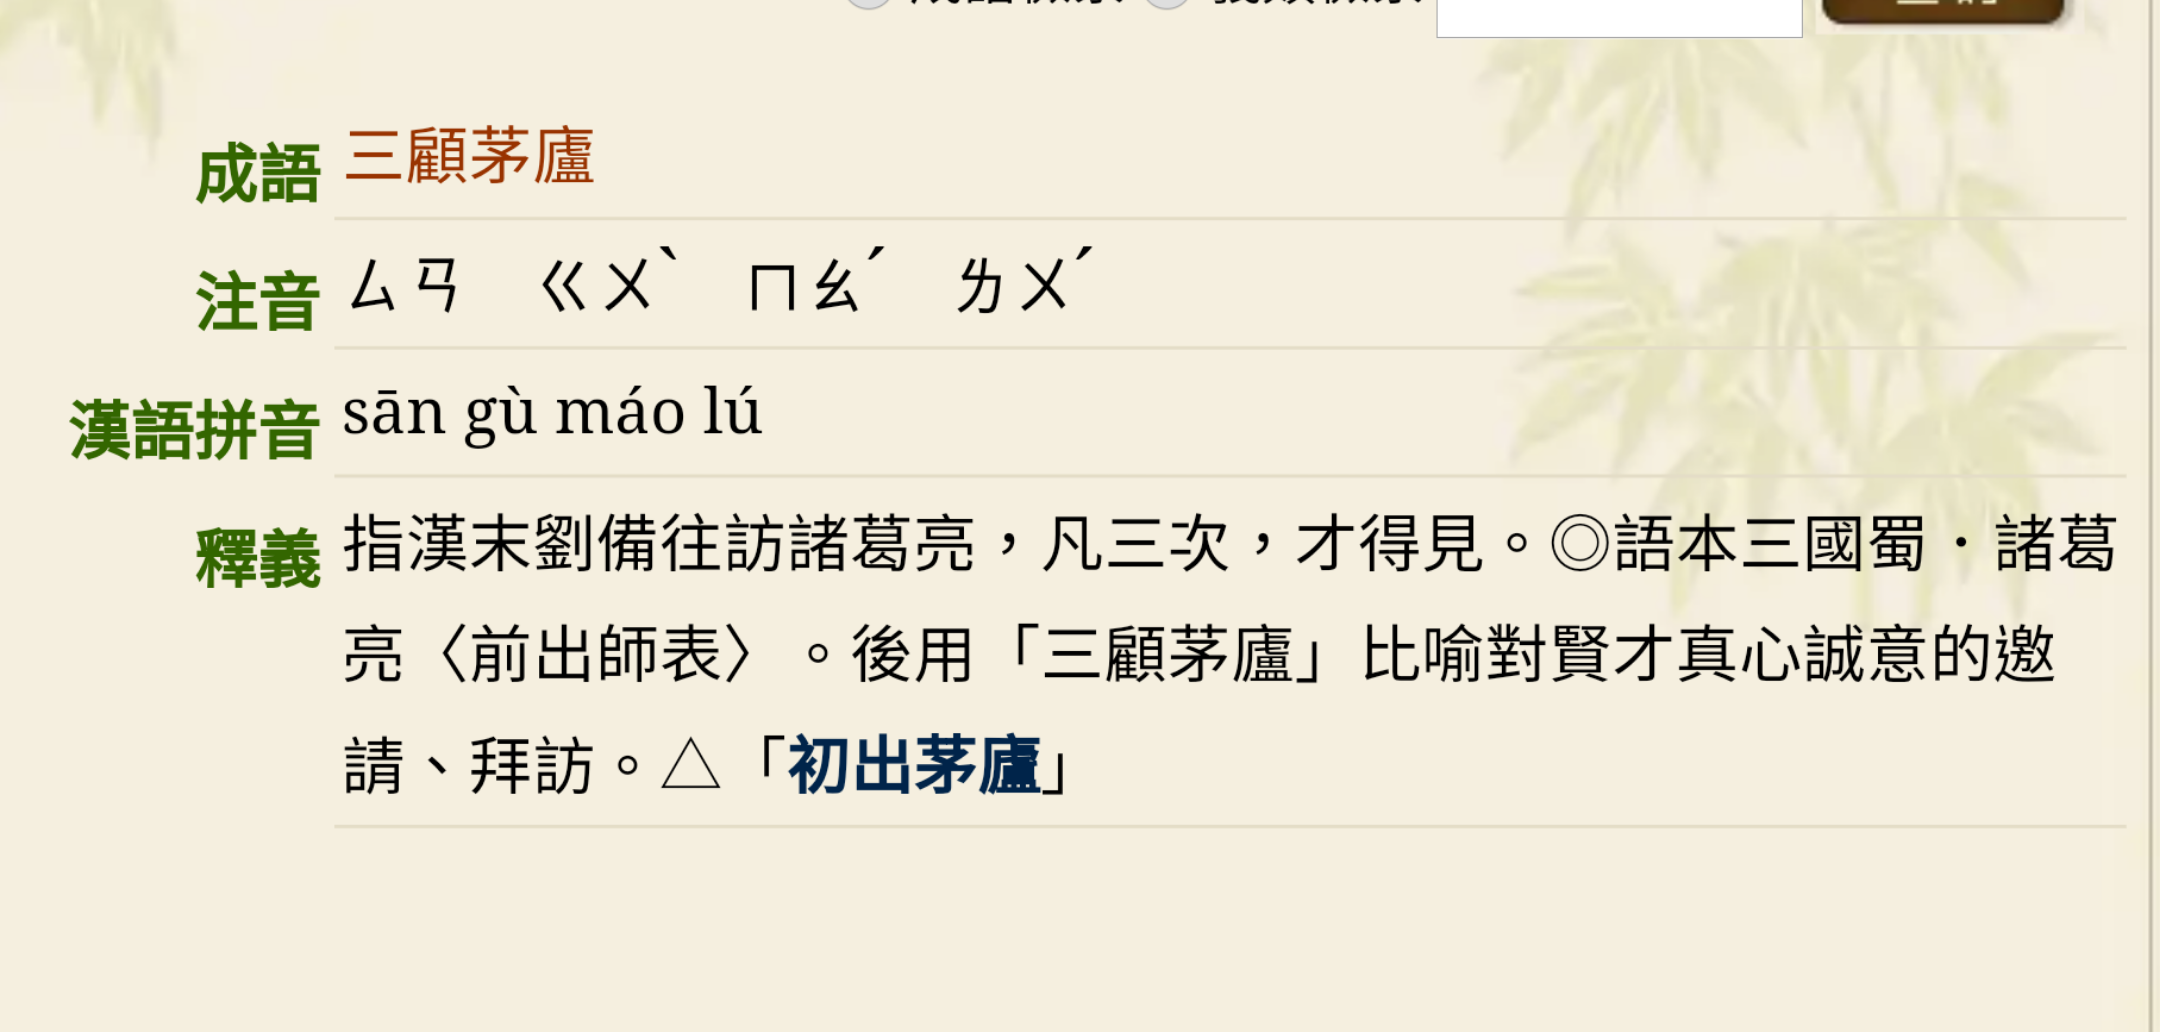 成語 三顧茅廬
注音 ㄙㄢ　ㄍㄨˋ　ㄇㄠˊ　ㄌㄨˊ
漢語拼音 sān gù máo lú
釋義 指漢末劉備往訪諸葛亮，凡三次，才得見。◎語本三國蜀．諸葛
亮〈前出師表〉。後用「三顧茅廬」比喻對賢才真心誠意的邀
請、拜訪。△「初出茅廬」